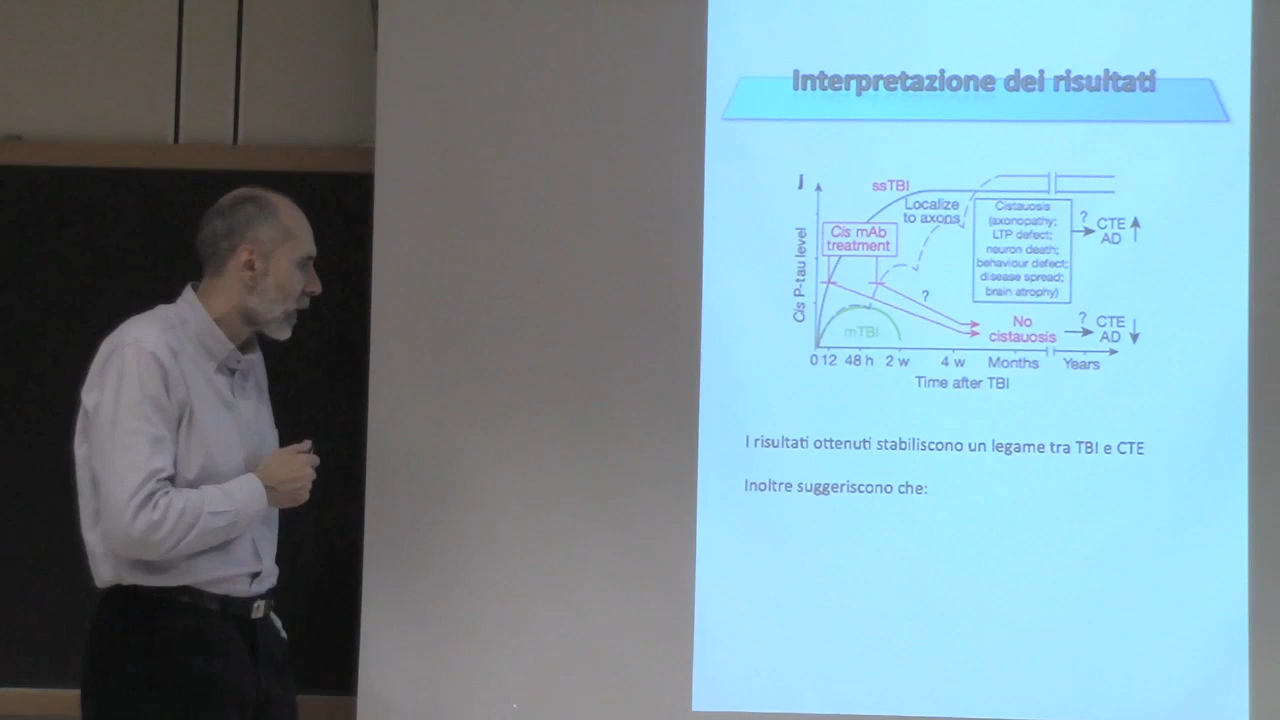 Interpretazione dei risultati
J
ssTBI
Localize
to axons
Cis mAb
treatment
Cistauosis
(axonopathy;
LTP defect;
neuron death;
behaviour defect;
disease spread;
brain atrophy)
?
CTE
AD
Cis P-tau level
?
mTBI
No
cistauosis
?
CTE
AD
0 12 48 h 2 w 4 w Months Years
Time after TBI
I risultati ottenuti stabiliscono un legame tra TBI e CTE
Inoltre suggeriscono che: